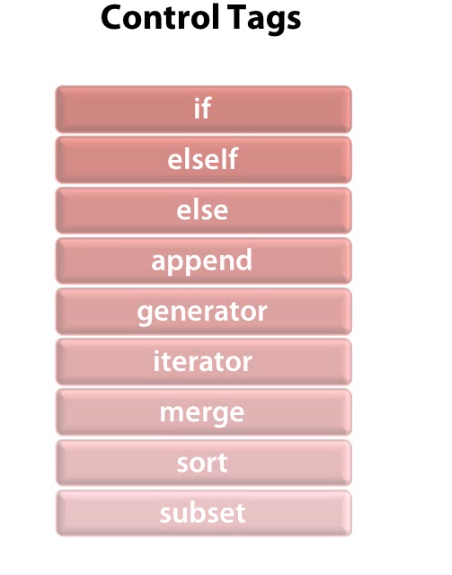 Control Tags
if
elseIf
else
append
generator
iterator
merge
sort
subset